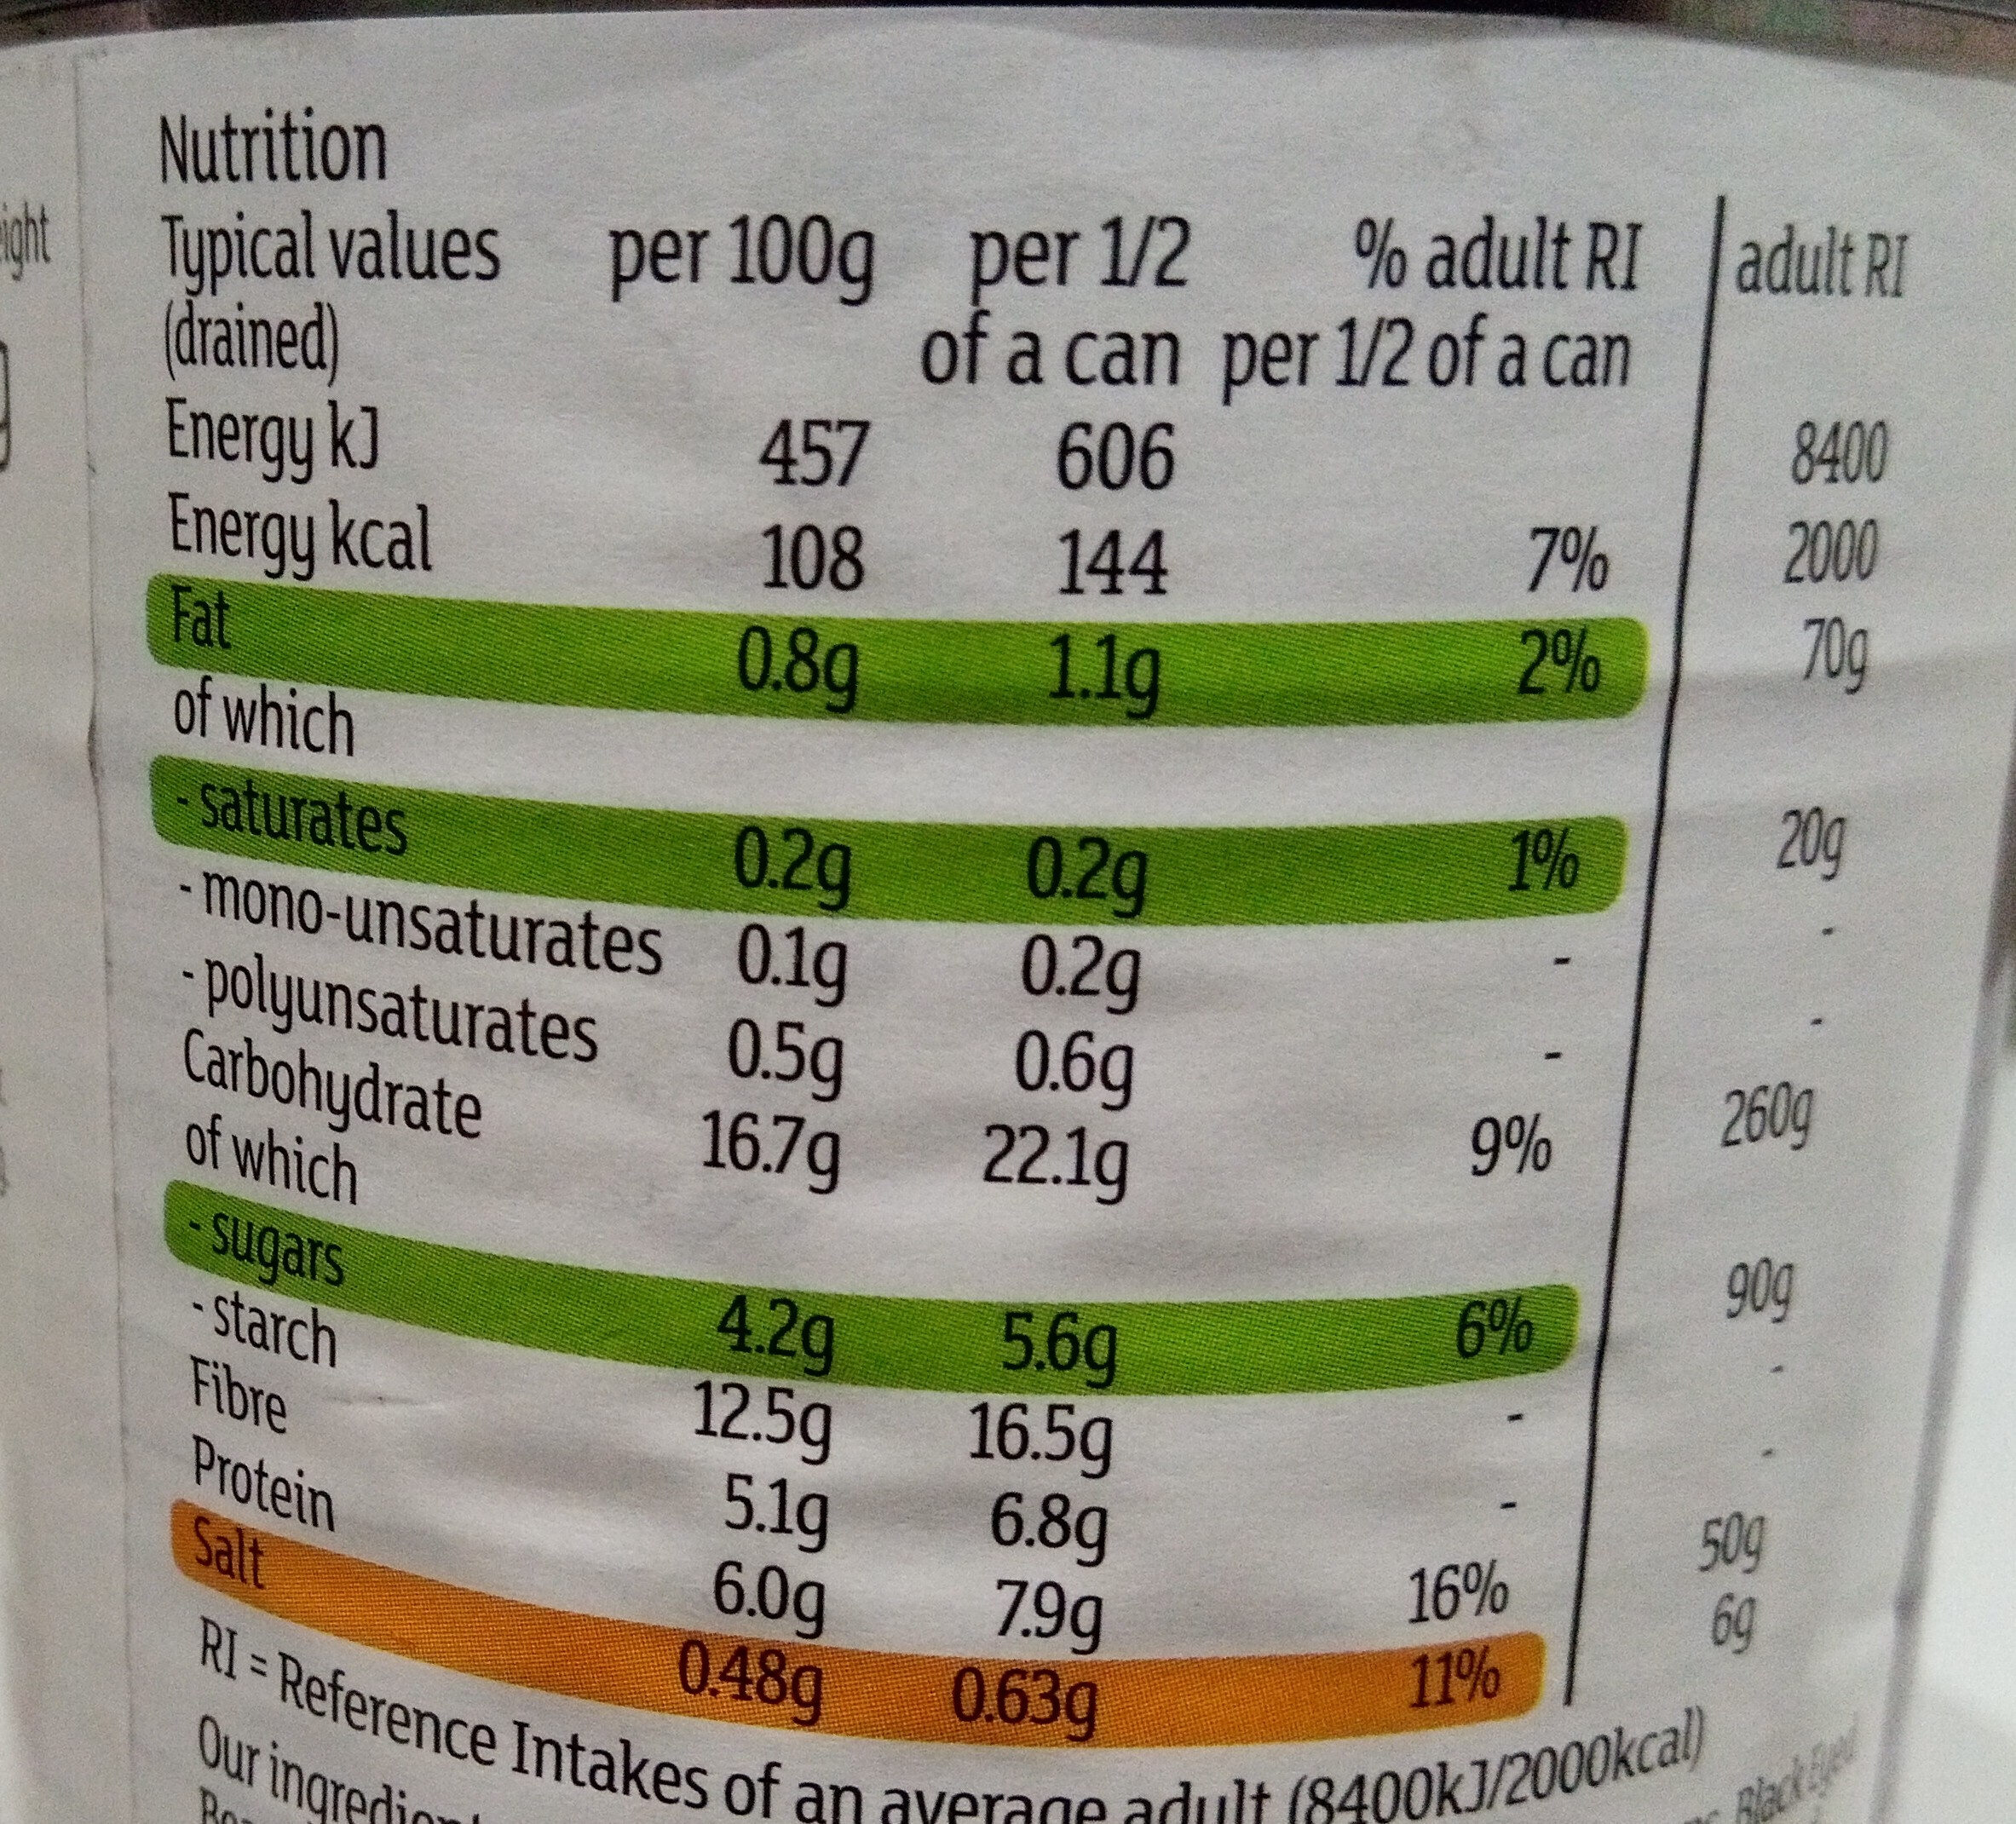 ight
Nutrition
Typical values per 100g per 1/2 % adult RI adult RI
(drained) of a can per 1/2 of a can
Energy kJ 457 606 8400
Energy kcal 108 144 7% 2000
Fat 0.8g 1.1g 2% 70g
of which
- saturates 0.2g 0.2g 1% 20g
- mono-unsaturates 0.1g 0.2g - -
- polyunsaturates 0.5g 0.6g - -
Carbohydrate 16.7g 22.1g 9% 260g
of which
- sugars 4.2g 5.6g 6% 90g
- starch 12.5g 16.5g - -
Fibre 5.1g 6.8g - -
Protein 6.0g 7.9g 16% 50g
Salt 0.48g 0.63g 11% 6g
RI = Reference Intakes of an average adult (8400kJ/2000kcal)
Our Black Eyed